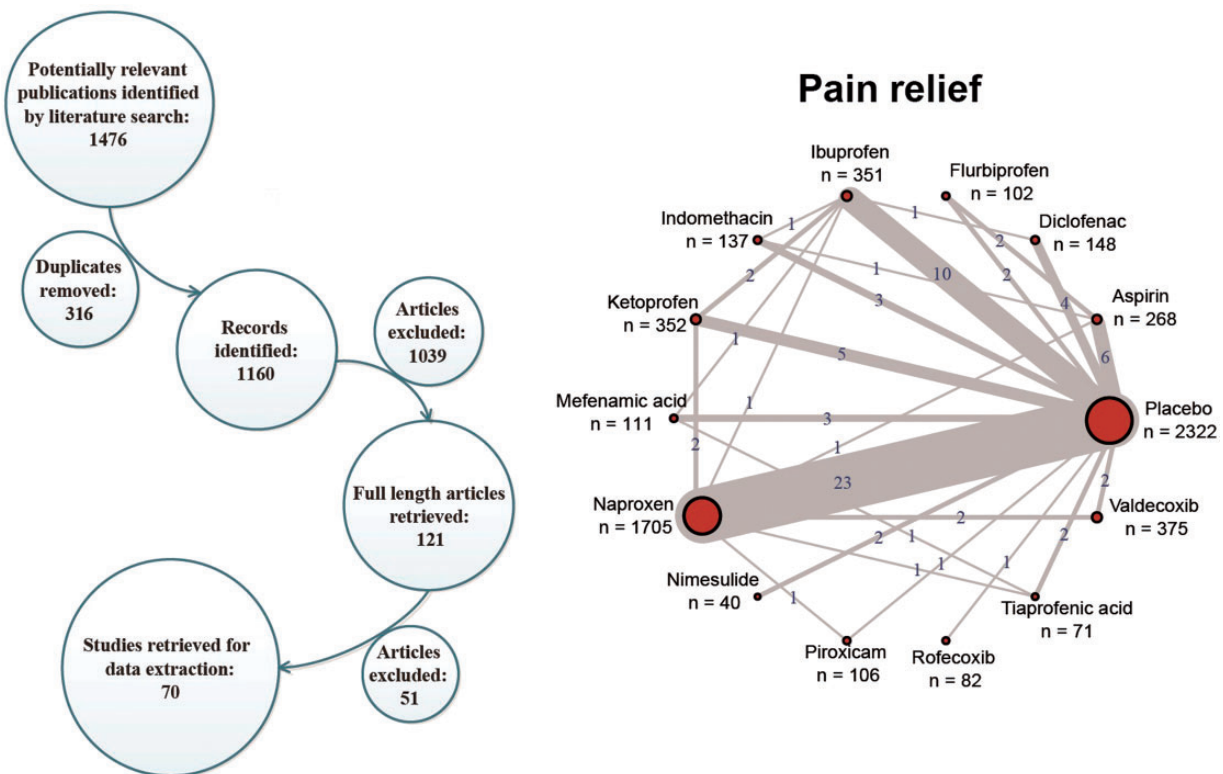 Potentially relevant
publications identified
by literature search:
1476
Duplicates
removed:
316
Records
identified:
1160
Articles
excluded:
1039
Full length articles
retrieved:
121
Articles
excluded:
51
Studies retrieved for
data extraction:
70
Pain relief
Ibuprofen
n = 351
Flurbiprofen
n = 102
Indomethacin
n = 137
Diclofenac
n = 148
Ketoprofen
n = 352
Aspirin
n = 268
Mefenamic acid
n = 111
Placebo
n = 2322
Naproxen
n = 1705
Valdecoxib
n = 375
Nimesulide
n = 40
Tiaprofenic acid
n = 71
Piroxicam
n = 106
Rofecoxib
n = 82
1
1
2
2
1
10
2
3
4
1
5
6
1
3
2
1
23
2
2
2
1
2
1
1
1
1